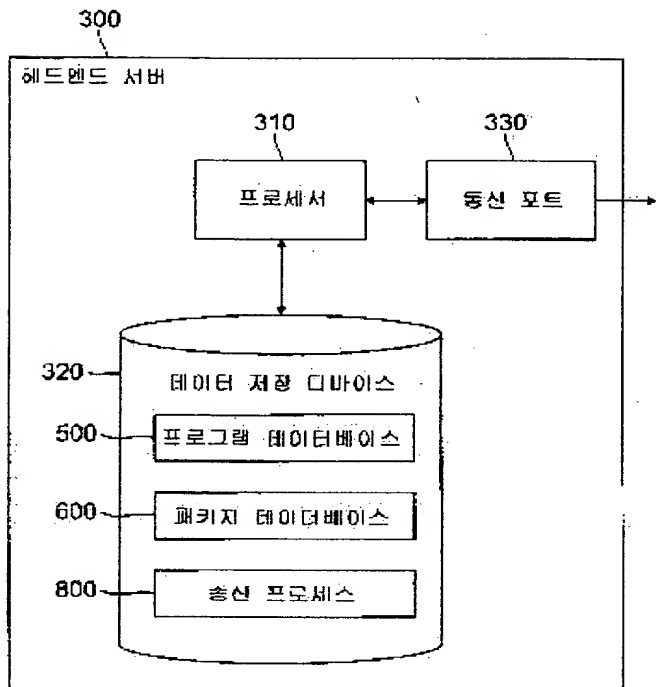 300
헤드엔드 서버
310
330
프로세서
통신 포트
320
데이터 저장 디바이스
500
프로그램 데이터베이스
600
패키지 데이터베이스
800
송신 프로세스